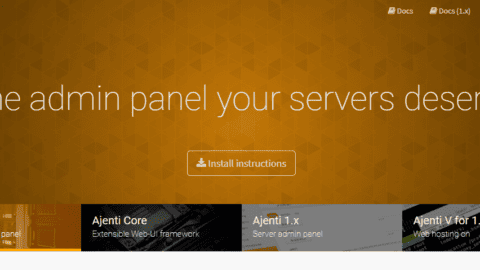 Docs Docs (1.x)
he admin panel your servers deser
Install instructions
panel
Ajenti Core
Extensible Web-UI framework
Ajenti 1.x
Server admin panel
Ajenti V for 1.
Web hosting on